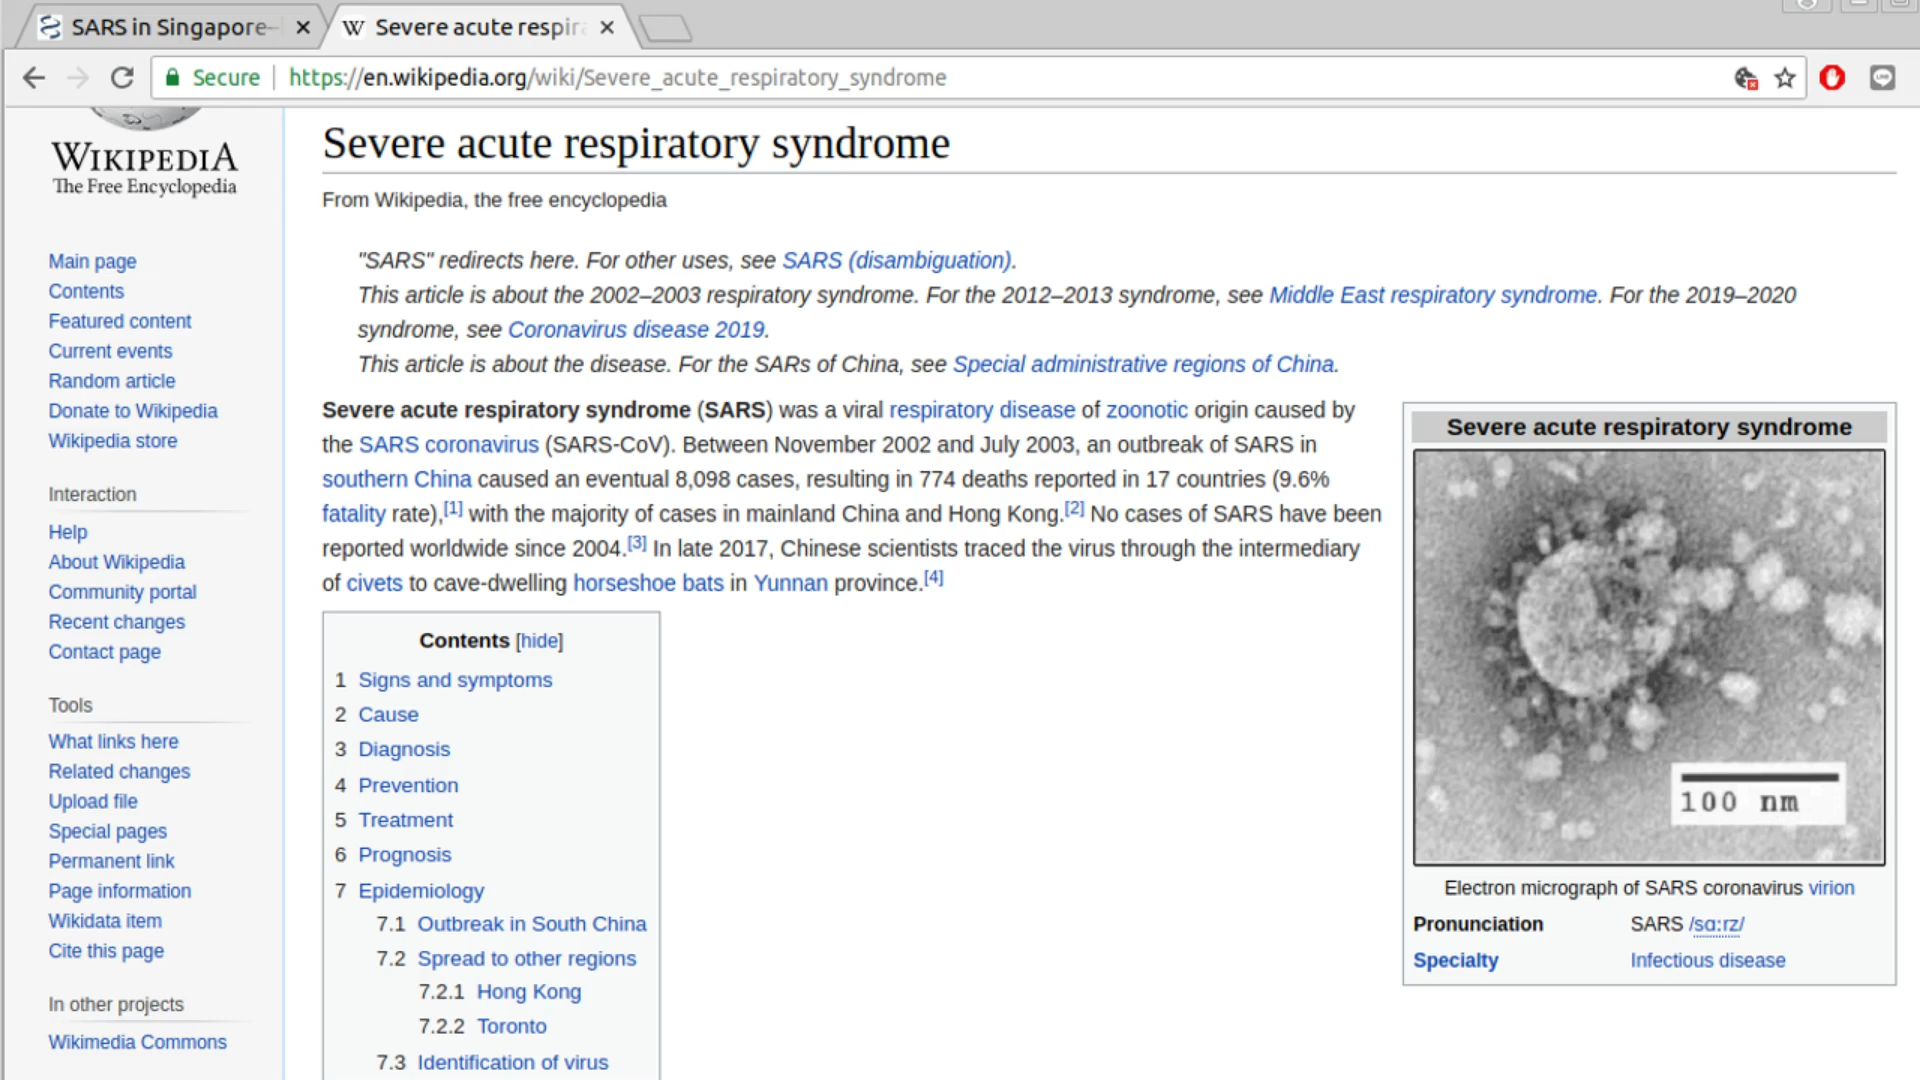 SARS in Singapore-
Severe acute respir
Secure
https://en.wikipedia.org/wiki/Severe_acute_respiratory_syndrome
WIKIPEDIA
The Free Encyclopedia
Main page
Contents
Featured content
Current events
Random article
Donate to Wikipedia
Wikipedia store
Interaction
Help
About Wikipedia
Community portal
Recent changes
Contact page
Tools
What links here
Related changes
Upload file
Special pages
Permanent link
Page information
Wikidata item
Cite this page
In other projects
Wikimedia Commons
Severe acute respiratory syndrome
From Wikipedia, the free encyclopedia
"SARS" redirects here. For other uses, see SARS (disambiguation).
This article is about the 2002–2003 respiratory syndrome. For the 2012–2013 syndrome, see Middle East respiratory syndrome. For the 2019–2020
syndrome, see Coronavirus disease 2019.
This article is about the disease. For the SARs of China, see Special administrative regions of China.
Severe acute respiratory syndrome (SARS) was a viral respiratory disease of zoonotic origin caused by
the SARS coronavirus (SARS-CoV). Between November 2002 and July 2003, an outbreak of SARS in
southern China caused an eventual 8,098 cases, resulting in 774 deaths reported in 17 countries (9.6%
fatality rate),[1] with the majority of cases in mainland China and Hong Kong.[2] No cases of SARS have been
reported worldwide since 2004.[3] In late 2017, Chinese scientists traced the virus through the intermediary
of civets to cave-dwelling horseshoe bats in Yunnan province.[4]
Contents [hide]
1 Signs and symptoms
2 Cause
3 Diagnosis
4 Prevention
5 Treatment
6 Prognosis
7 Epidemiology
7.1 Outbreak in South China
7.2 Spread to other regions
7.2.1 Hong Kong
7.2.2 Toronto
7.3 Identification of virus
Severe acute respiratory syndrome
100 nm
Electron micrograph of SARS coronavirus virion
Pronunciation SARS /sɑːrz/
Specialty Infectious disease